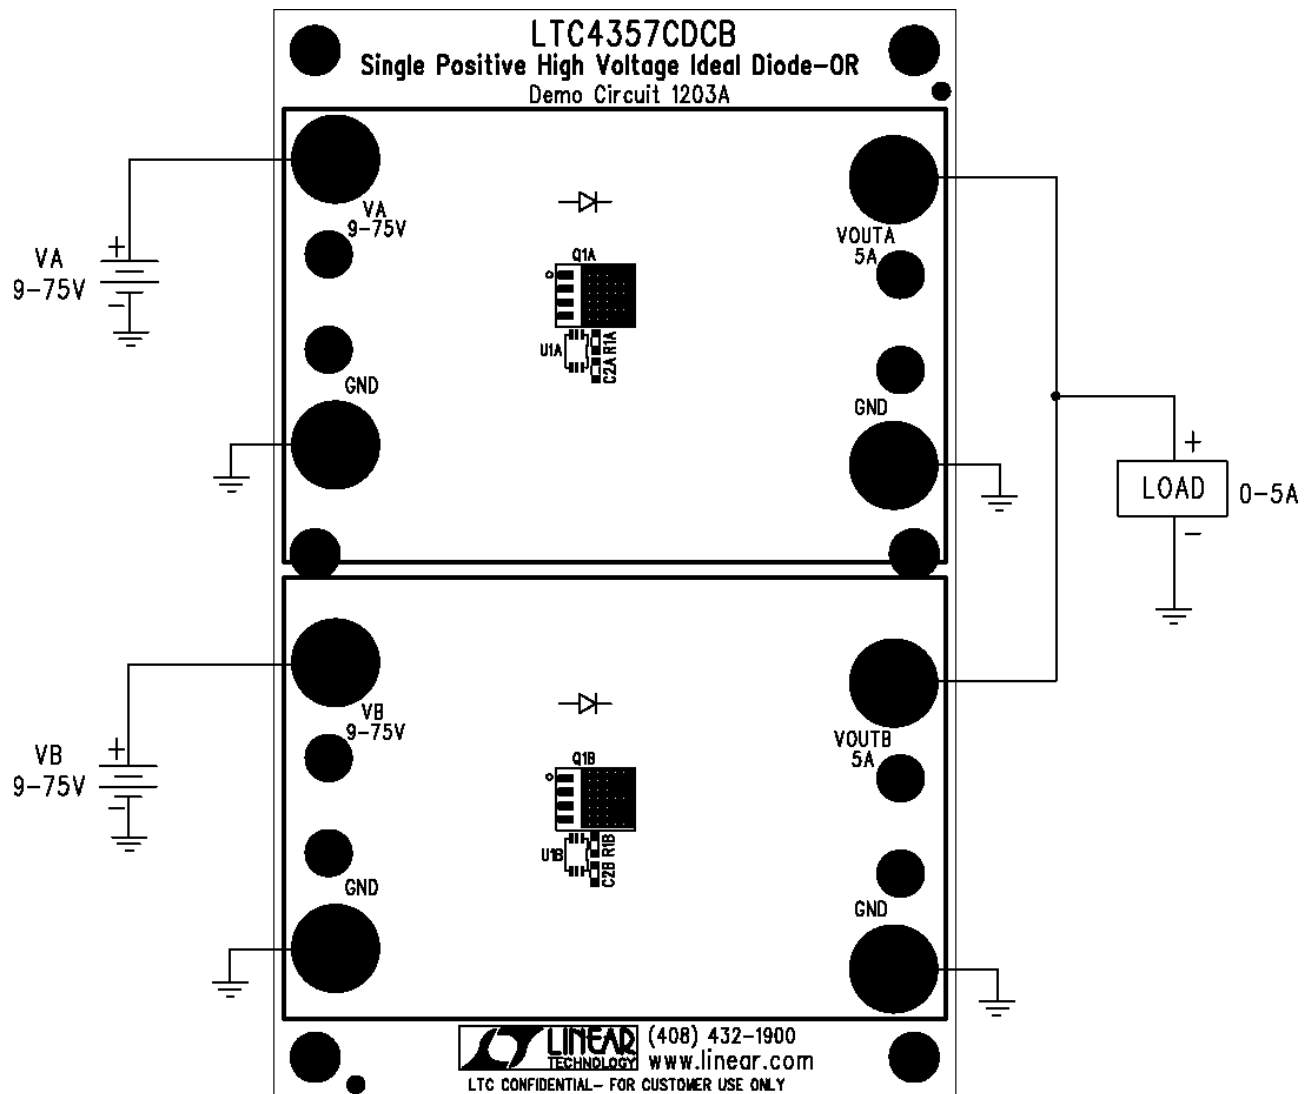 LTC4357CDCB
Single Positive High Voltage Ideal Diode-OR
Demo Circuit 1203A
VA
9-75V
+
VA
9-75V
-
GND
Q1A
U1A
R1A
C2A
VOUTA
5A
GND
+
LOAD
0-5A
-
VB
9-75V
+
VB
9-75V
-
GND
Q1B
U1B
R1B
C2B
VOUTB
5A
GND
LINEAR
TECHNOLOGY
(408) 432-1900
www.linear.com
LTC CONFIDENTIAL- FOR CUSTOMER USE ONLY